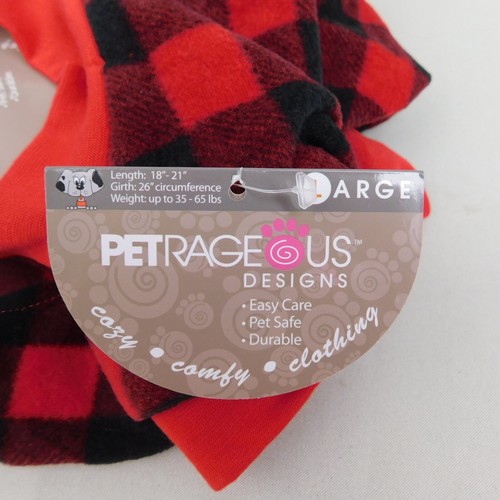 Length: 18"- 21"
Girth: 26" circumference
Weight: up to 35 - 65 lbs
LARGE
PETRAGEOUS™
DESIGNS
• Easy Care
• Pet Safe
• Durable
cozy • comfy • clothing